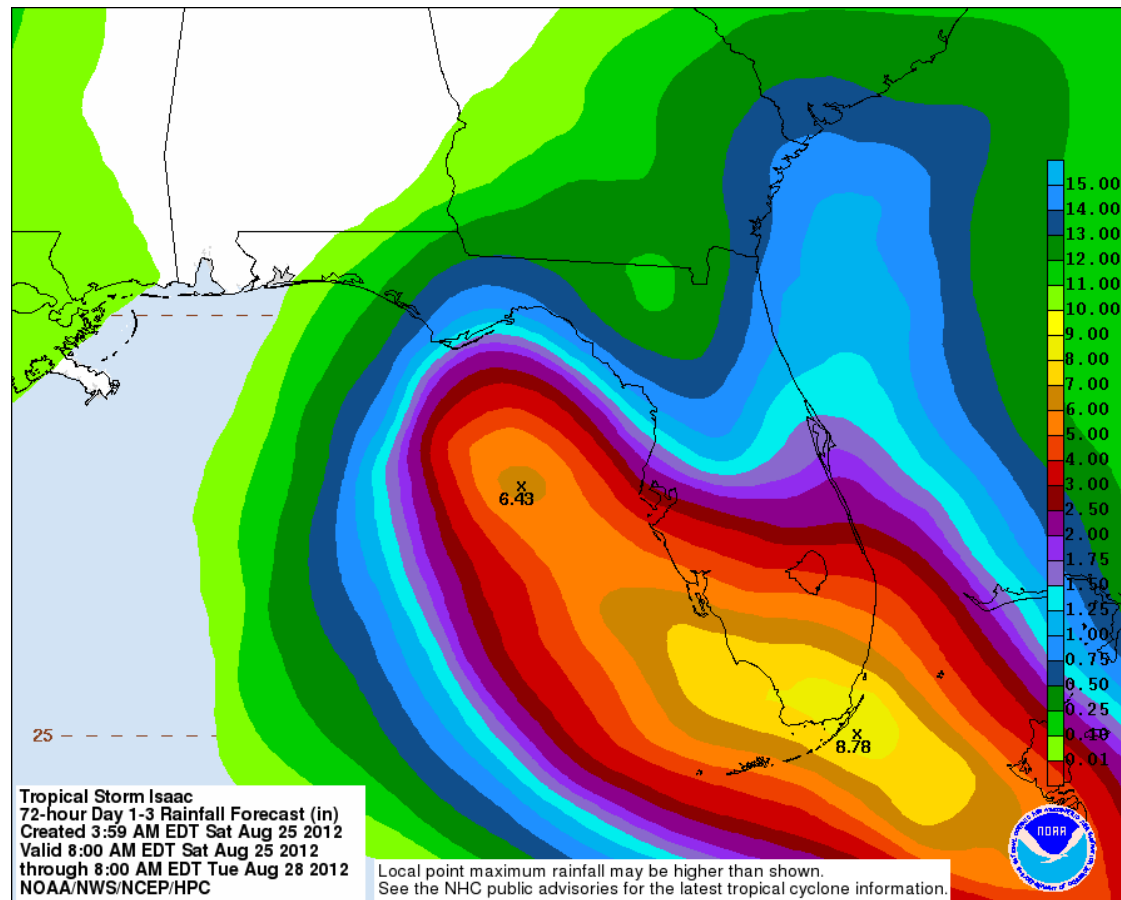 15.00
14.00
13.00
12.00
11.00
10.00
9.00
8.00
7.00
6.00
5.00
4.00
3.00
2.50
2.00
1.75
1.50
1.25
1.00
0.75
0.50
0.25
0.10
0.01
x
6.43
25
x
8.78
Tropical Storm Isaac
72-hour Day 1-3 Rainfall Forecast (in)
Created 3:59 AM EDT Sat Aug 25 2012
Valid 8:00 AM EDT Sat Aug 25 2012
through 8:00 AM EDT Tue Aug 28 2012
NOAA/NWS/NCEP/HPC
Local point maximum rainfall may be higher than shown.
See the NHC public advisories for the latest tropical cyclone information.
NOAA